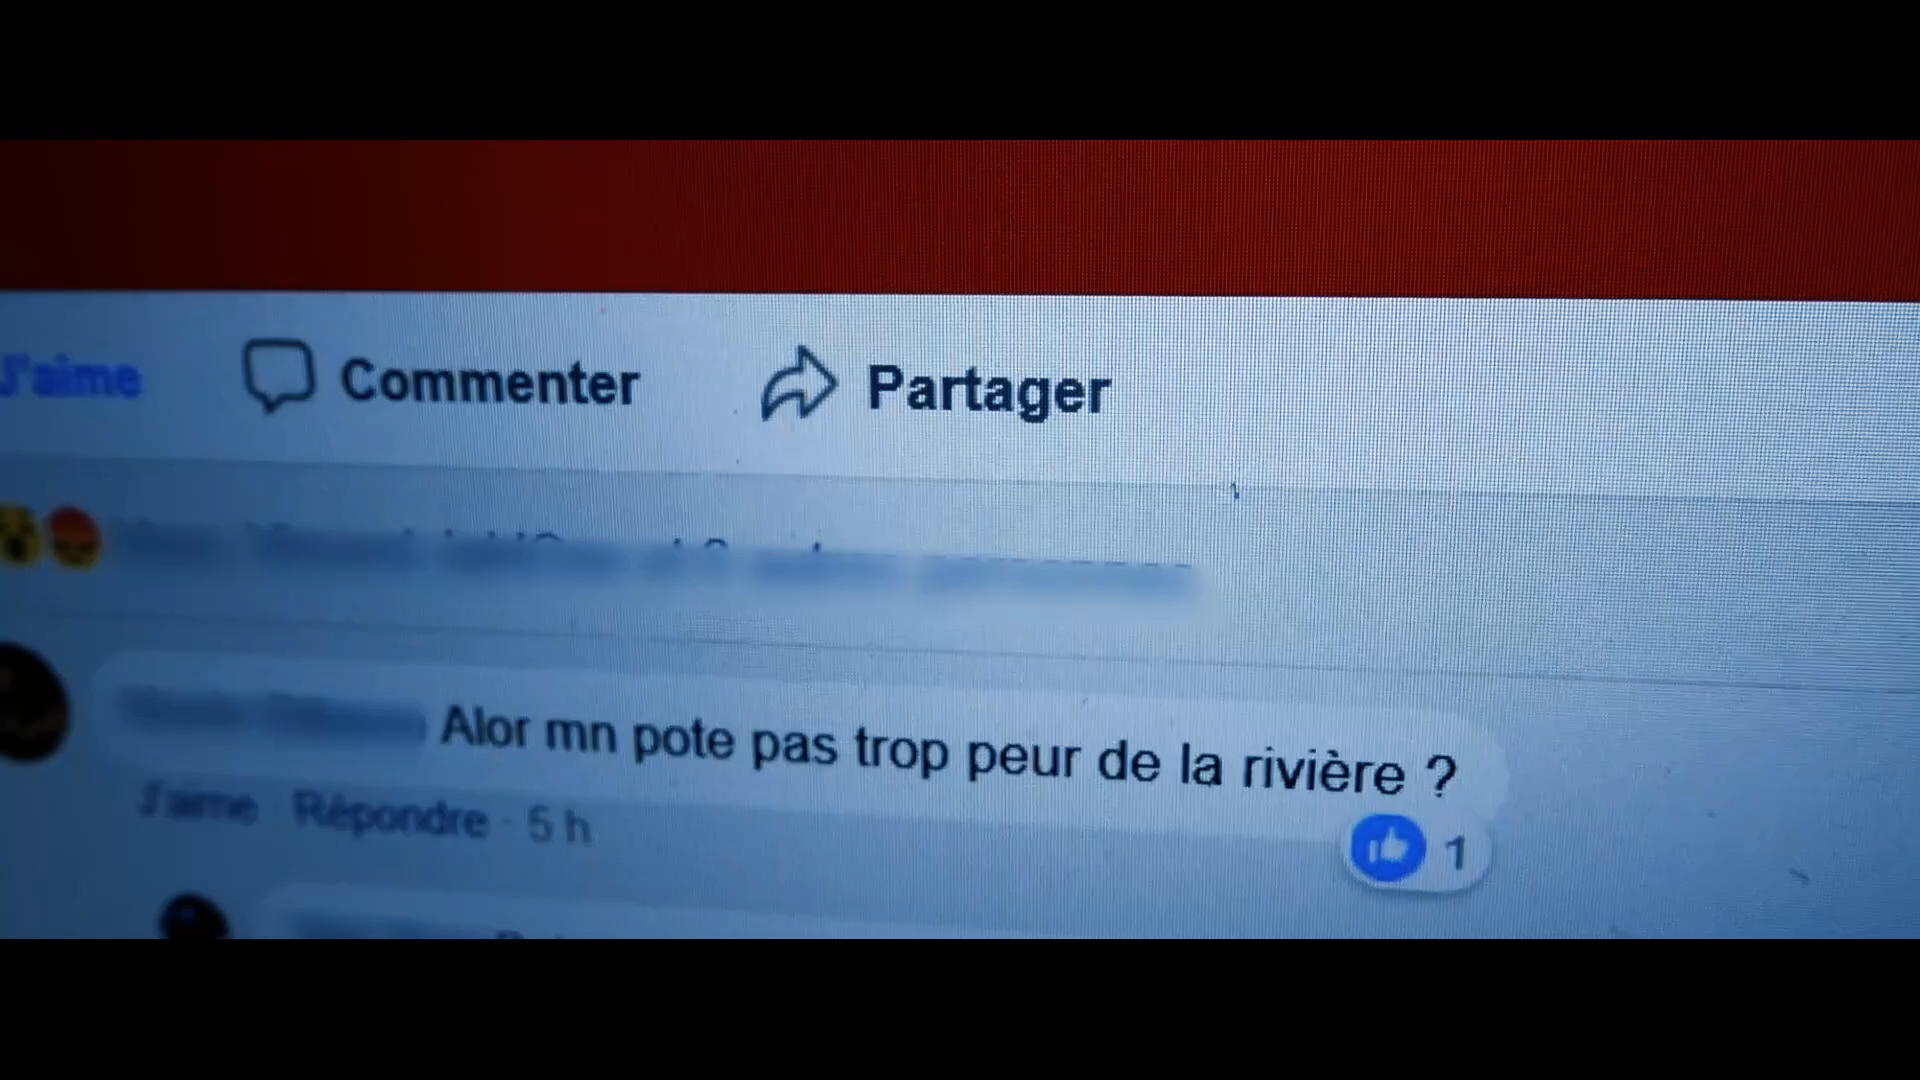 J'aime Commenter Partager
Alor mn pote pas trop peur de la rivière ?
J'aime Répondre · 5 h
1